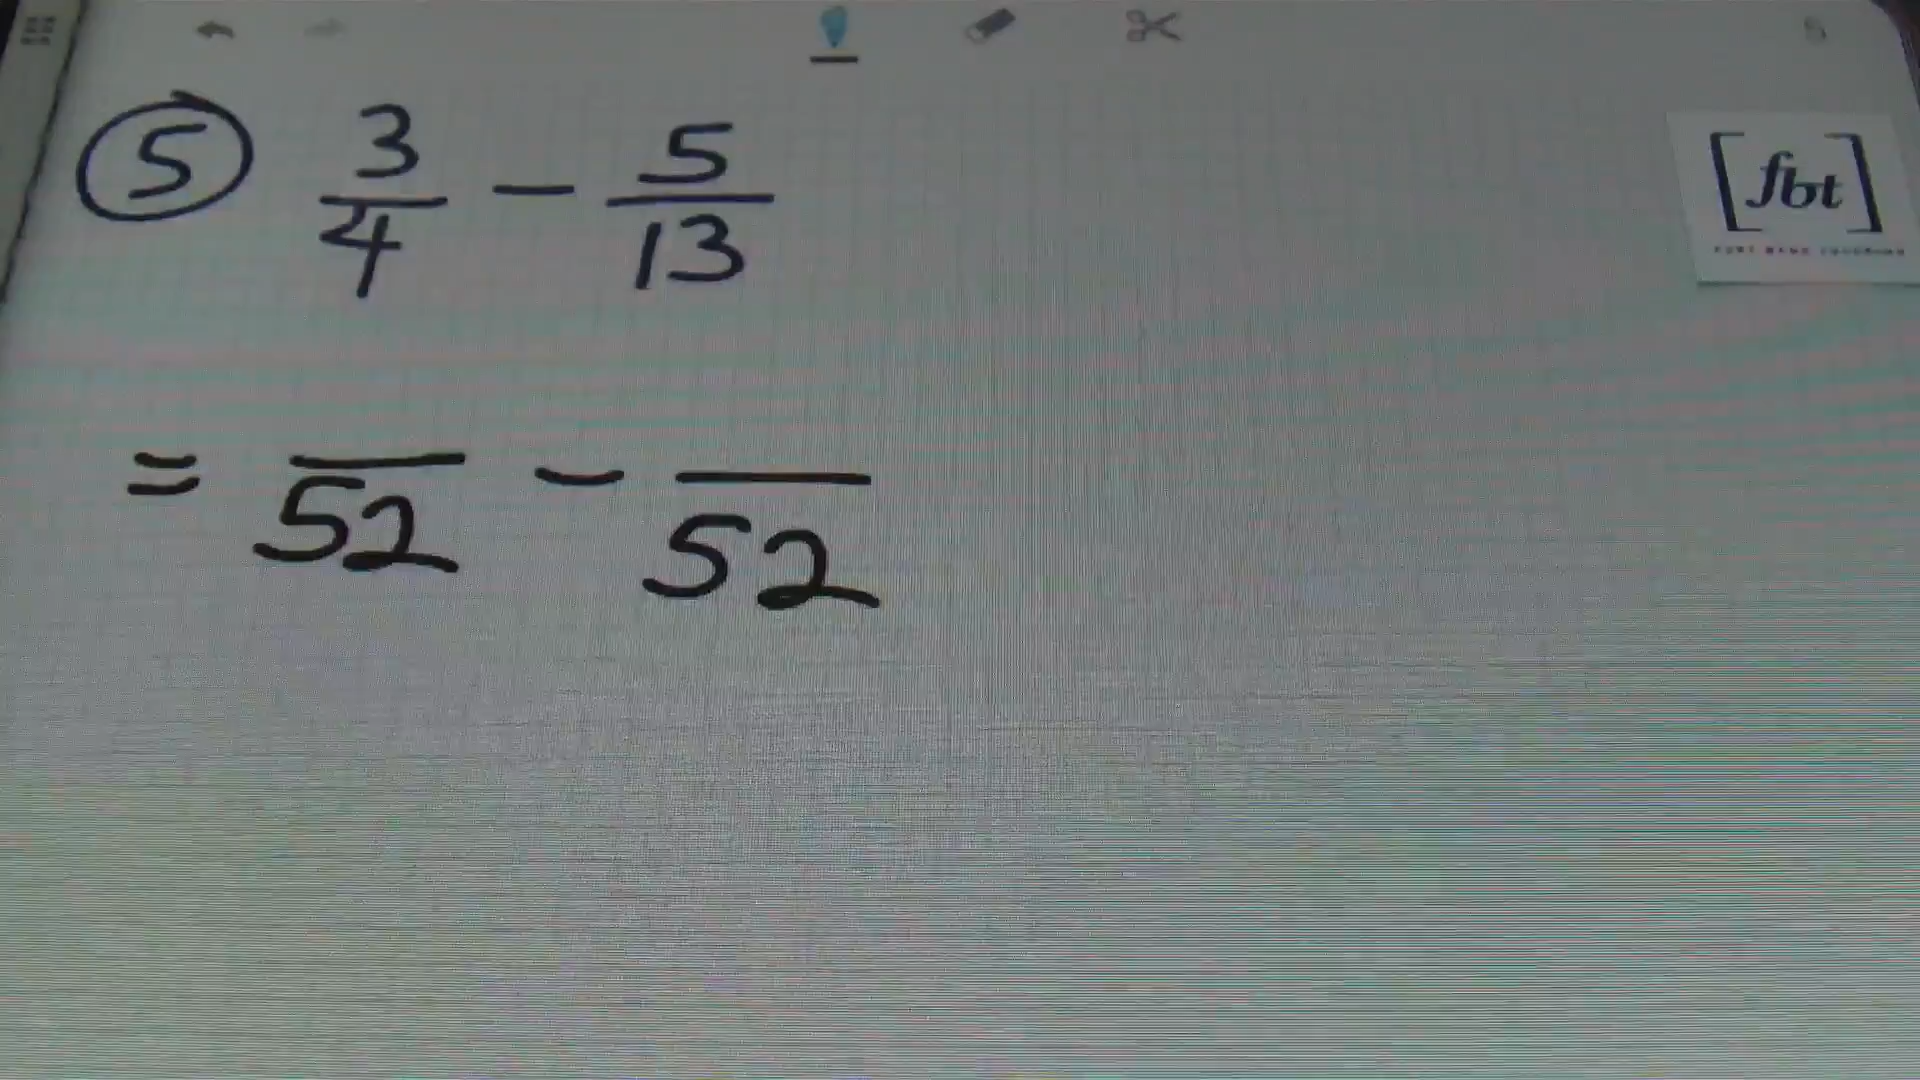 5 3/4 - 5/13
= /52 - /52
[fbt]